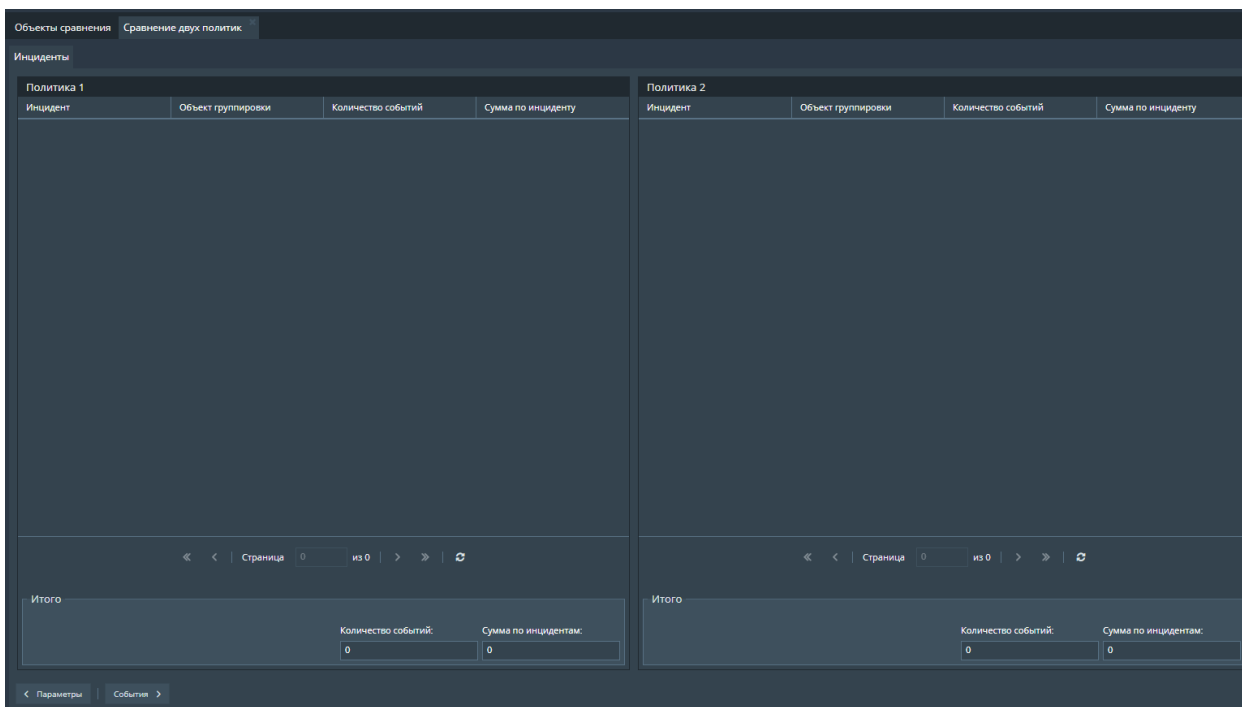 Объекты сравнения Сравнение двух политик
Инциденты
Политика 1 Политика 2
Инцидент Объект группировки Количество событий Сумма по инциденту Инцидент Объект группировки Количество событий Сумма по инциденту
Страница 0 из 0 Страница 0 из 0
Итого Итого
Количество событий: Сумма по инцидентам: Количество событий: Сумма по инцидентам:
0 0 0 0
Параметры События